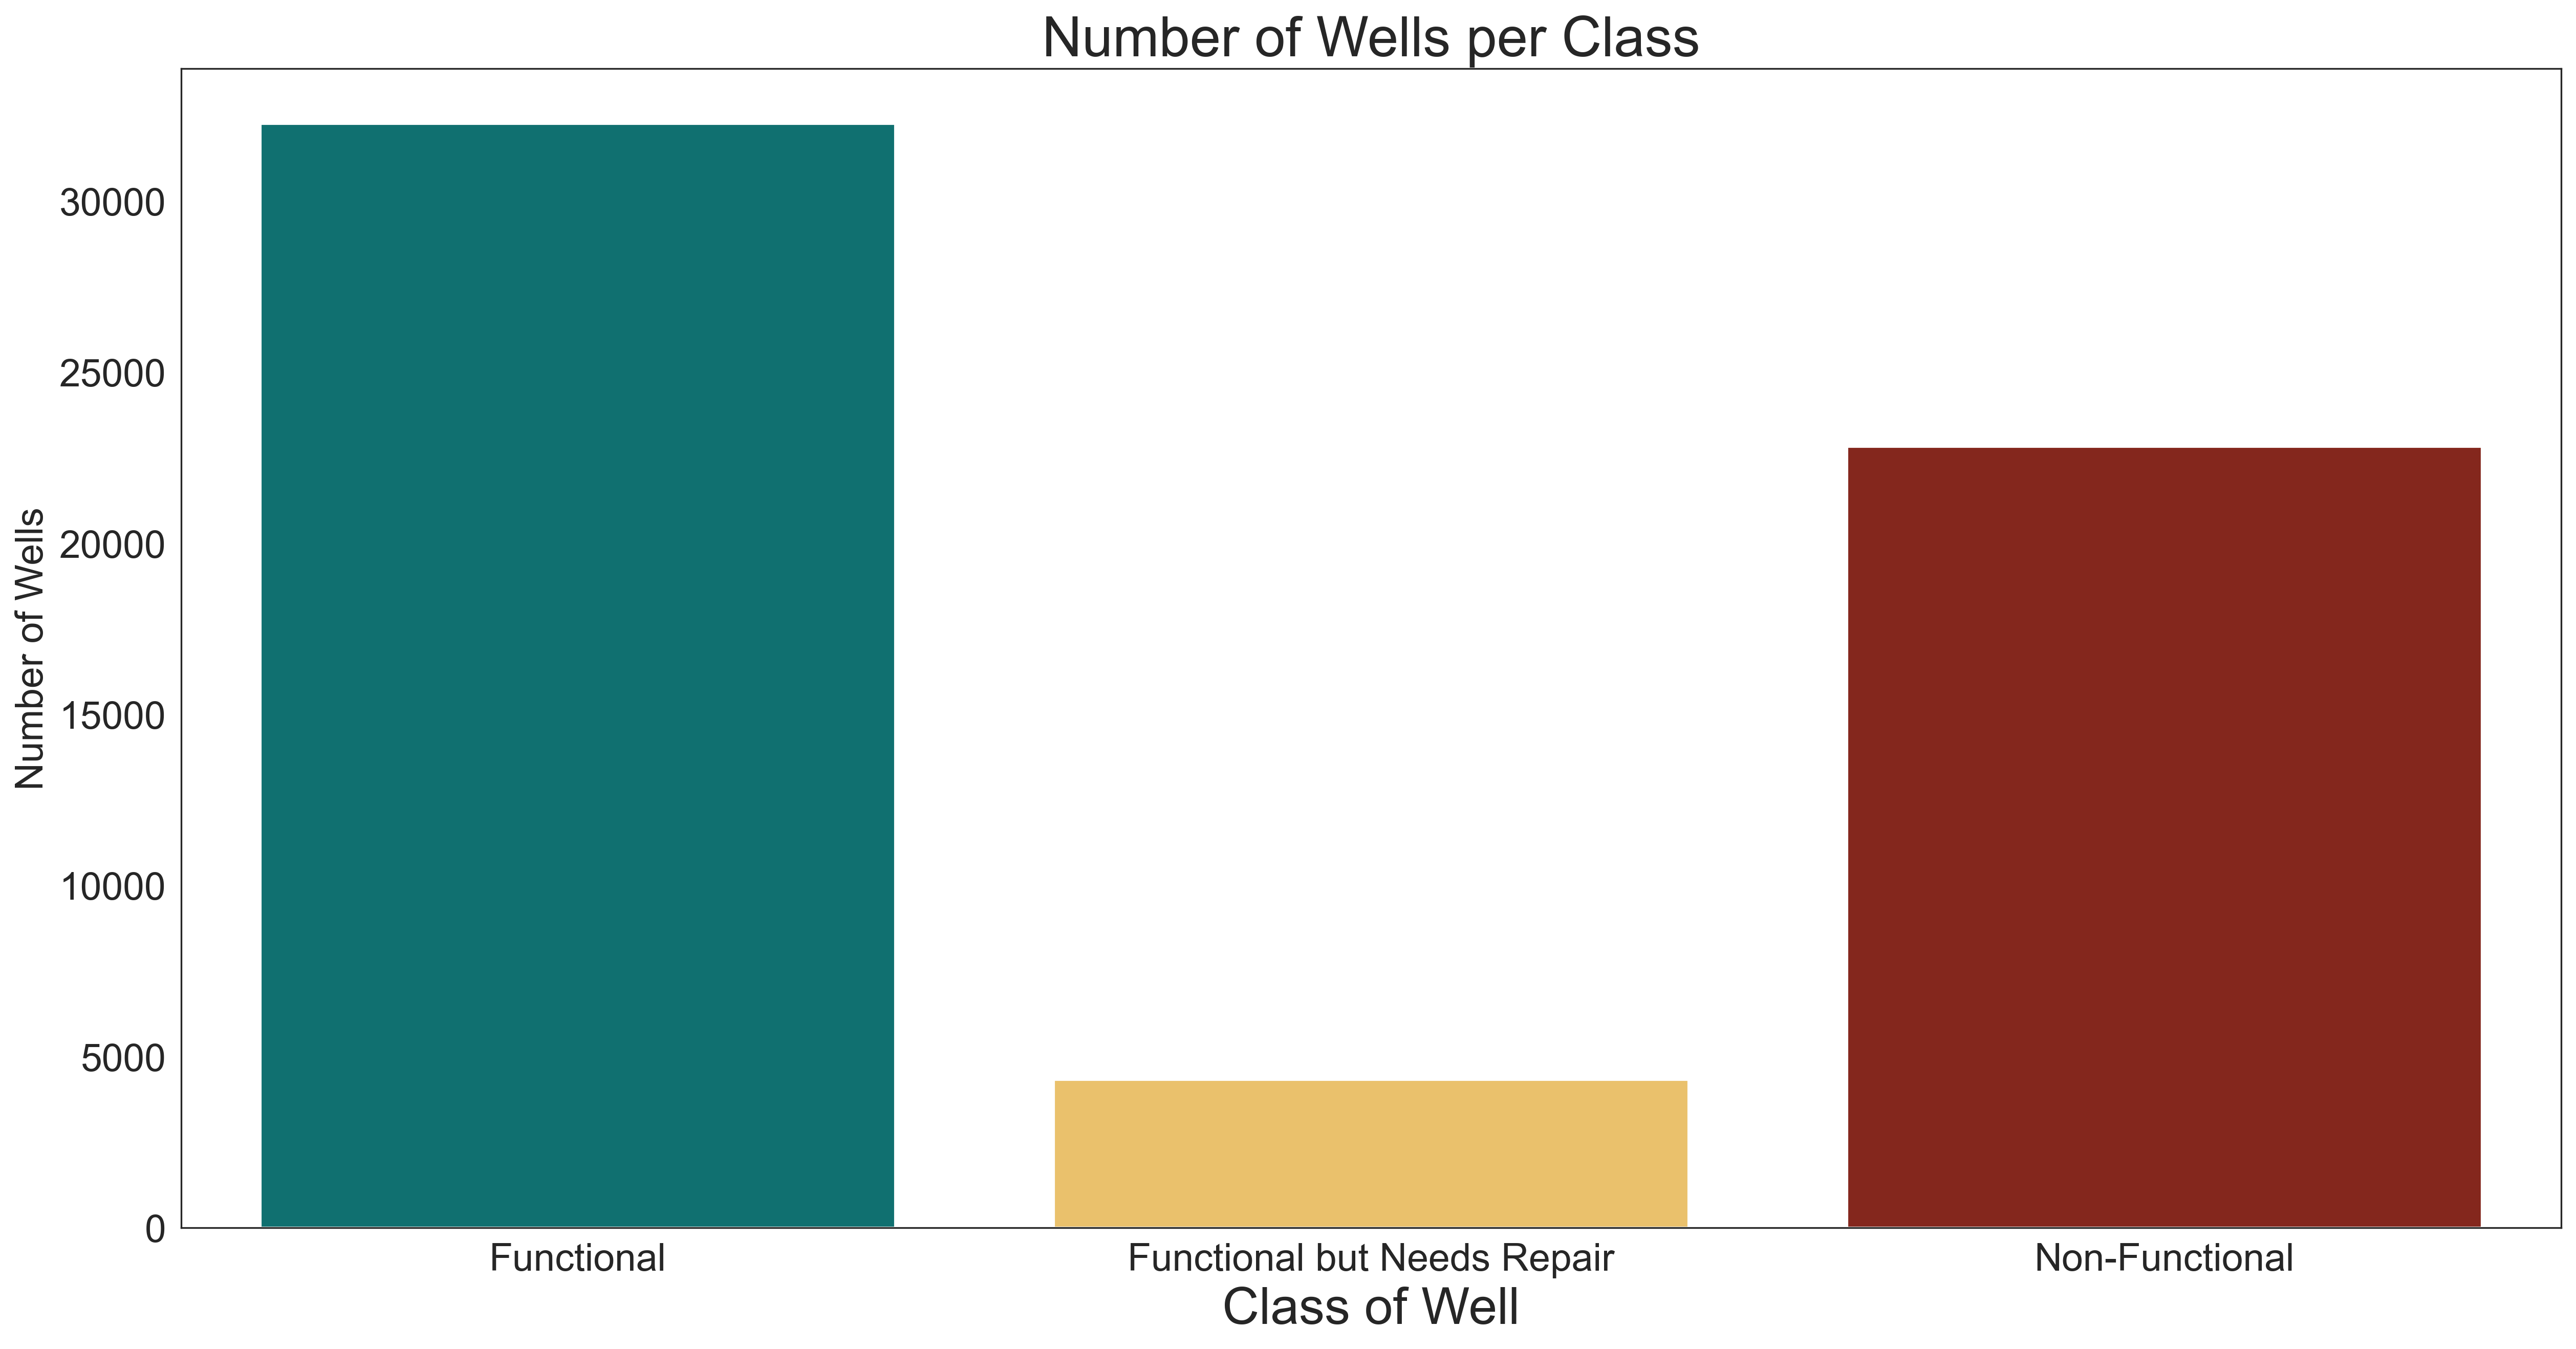 Number of Wells per Class
Number of Wells
30000
25000
20000
15000
10000
5000
0
Functional
Functional but Needs Repair
Non-Functional
Class of Well